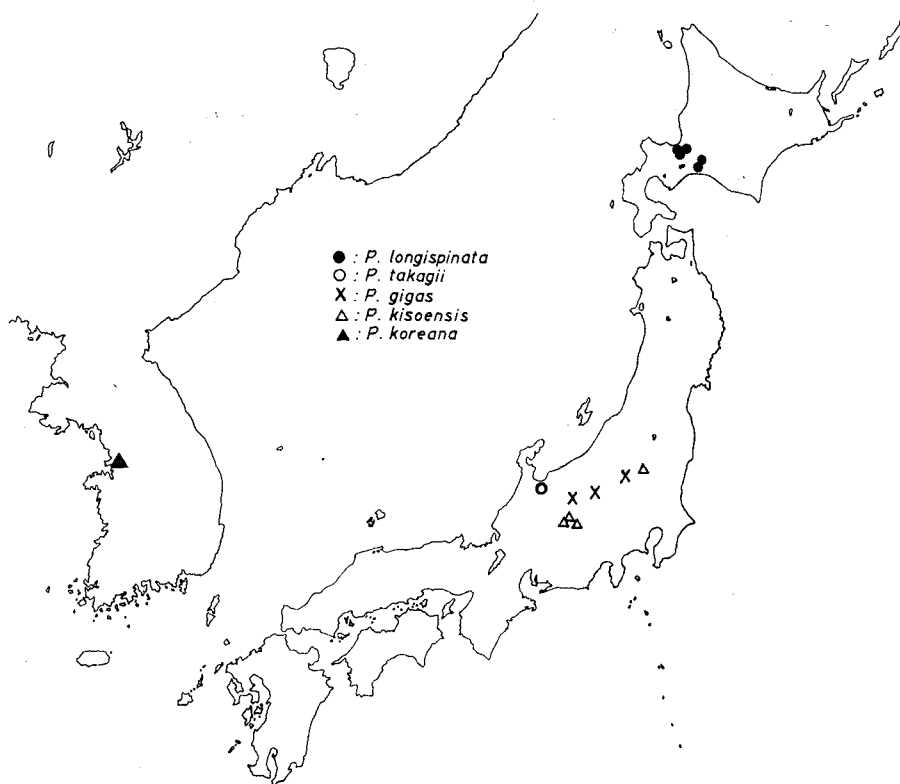 ● : P. longispinata
○ : P. takagii
X : P. gigas
△ : P. kisoensis
▲ : P. koreana